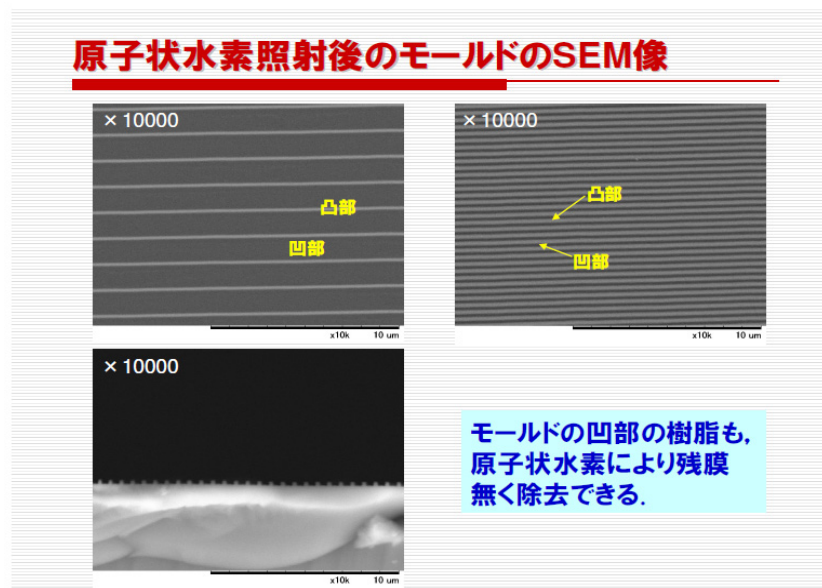 原子状水素照射後のモールドのSEM像
× 10000
凸部
凹部
x10k 10 um
× 10000
凸部
凹部
x10k 10 um
× 10000
x10k 10 um
モールドの凹部の樹脂も，
原子状水素により残膜
無く除去できる．